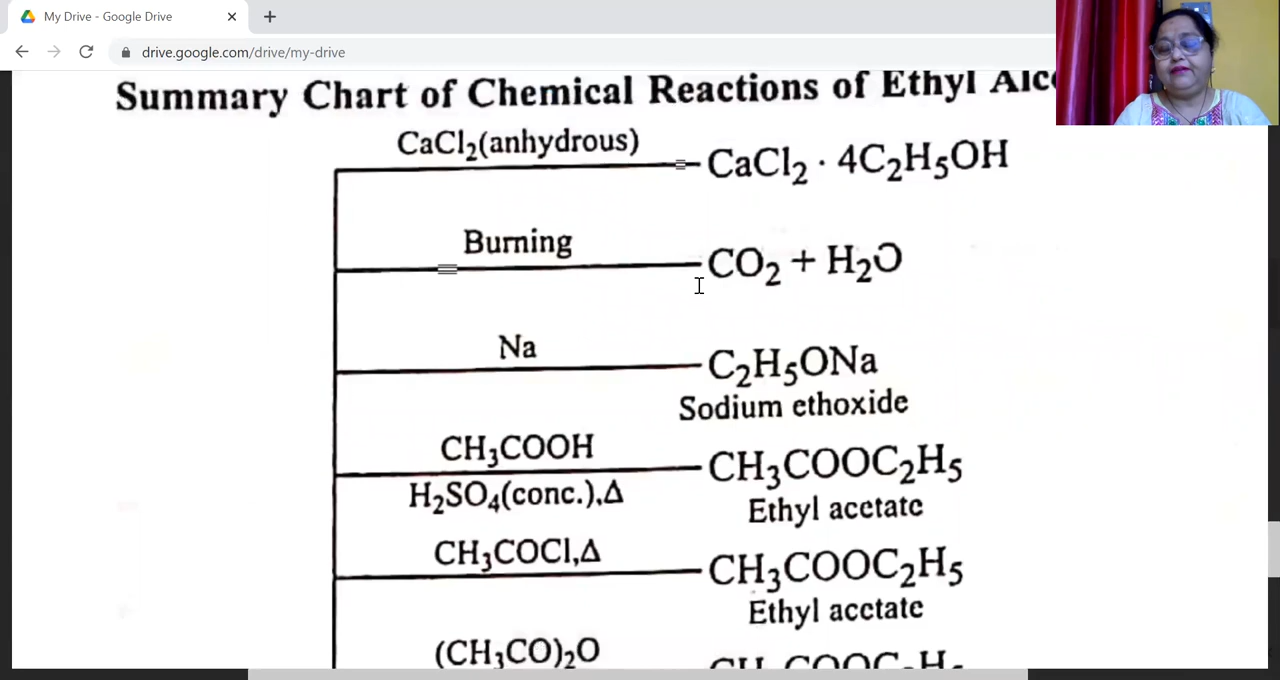 My Drive - Google Drive
drive.google.com/drive/my-drive
Summary Chart of Chemical Reactions of Ethyl
CaCl₂(anhydrous)
CaCl₂ · 4C₂H₅OH
Burning
CO₂ + H₂O
Na
C₂H₅ONa
Sodium ethoxide
CH₃COOH
CH₃COOC₂H₅
H₂SO₄(conc.),Δ
Ethyl acetate
CH₃COCl,Δ
CH₃COOC₂H₅
Ethyl acetate
(CH₃CO)₂O